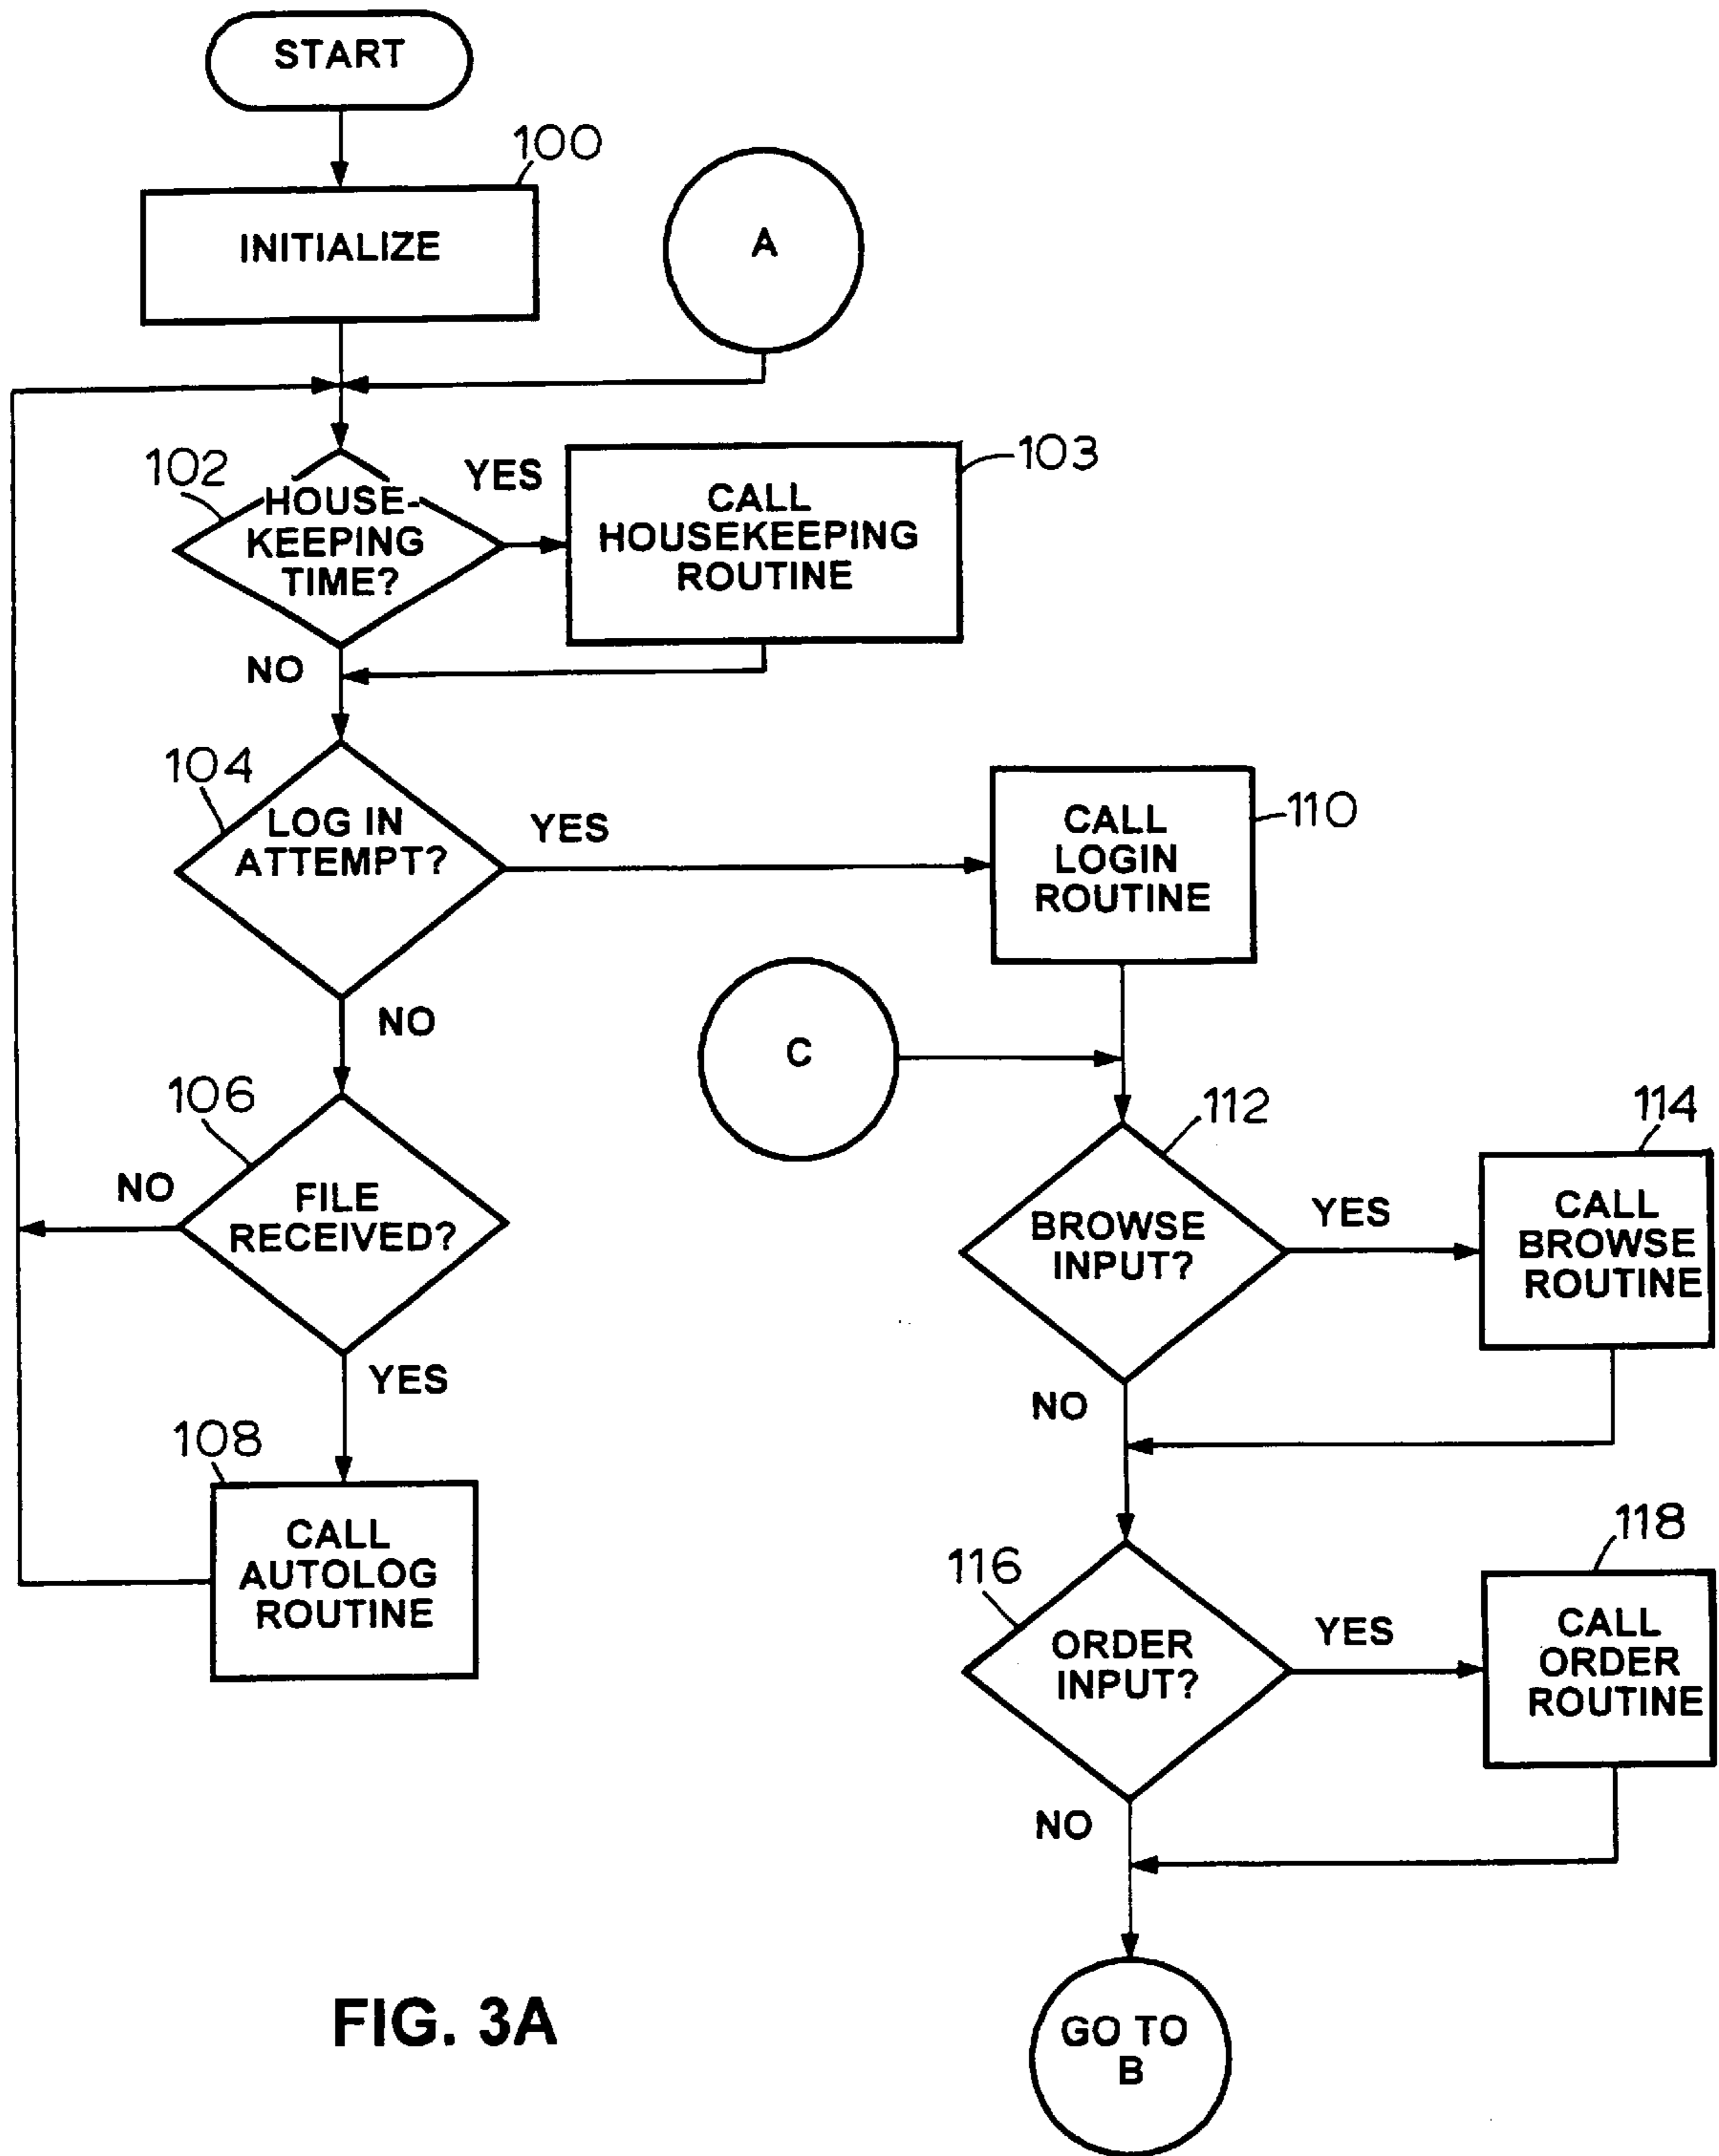 START
100
INITIALIZE
A
102
HOUSE-
KEEPING
TIME?
YES
103
CALL
HOUSEKEEPING
ROUTINE
NO
104
LOG IN
ATTEMPT?
YES
110
CALL
LOGIN
ROUTINE
NO
C
106
NO
FILE
RECEIVED?
112
BROWSE
INPUT?
YES
114
CALL
BROWSE
ROUTINE
YES
NO
108
CALL
AUTOLOG
ROUTINE
116
ORDER
INPUT?
YES
118
CALL
ORDER
ROUTINE
NO
GO TO
B
FIG. 3A